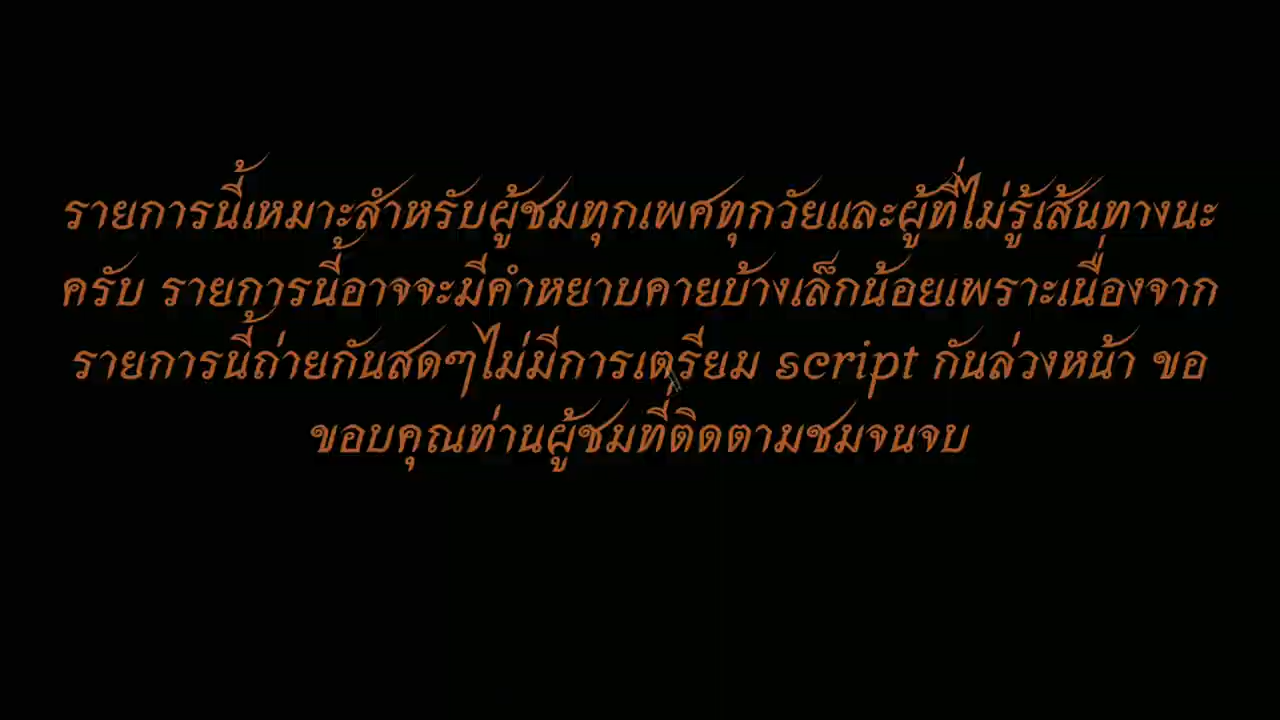 รายการนี้เหมาะสำหรับผู้ชมทุกเพศทุกวัยและผู้ที่ไม่รู้เส้นทางนะ
ครับ รายการนี้อาจจะมีคำหยาบคายบ้างเล็กน้อยเพราะเนื่องจาก
รายการนี้ถ่ายกันสดๆไม่มีการเตรียม script กันล่วงหน้า ขอ
ขอบคุณท่านผู้ชมที่ติดตามชมจนจบ